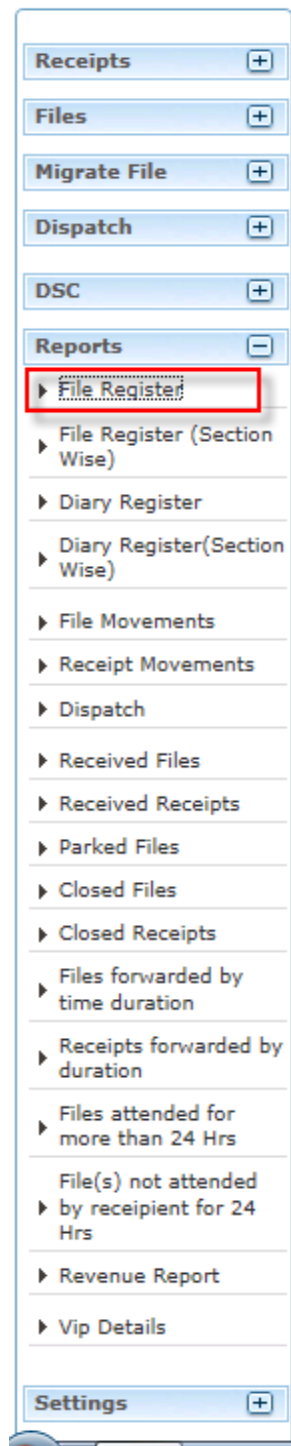 Receipts
Files
Migrate File
Dispatch
DSC
Reports
File Register
File Register (Section
Wise)
Diary Register
Diary Register(Section
Wise)
File Movements
Receipt Movements
Dispatch
Received Files
Received Receipts
Parked Files
Closed Files
Closed Receipts
Files forwarded by
time duration
Receipts forwarded by
duration
Files attended for
more than 24 Hrs
File(s) not attended
by receipient for 24
Hrs
Revenue Report
Vip Details
Settings